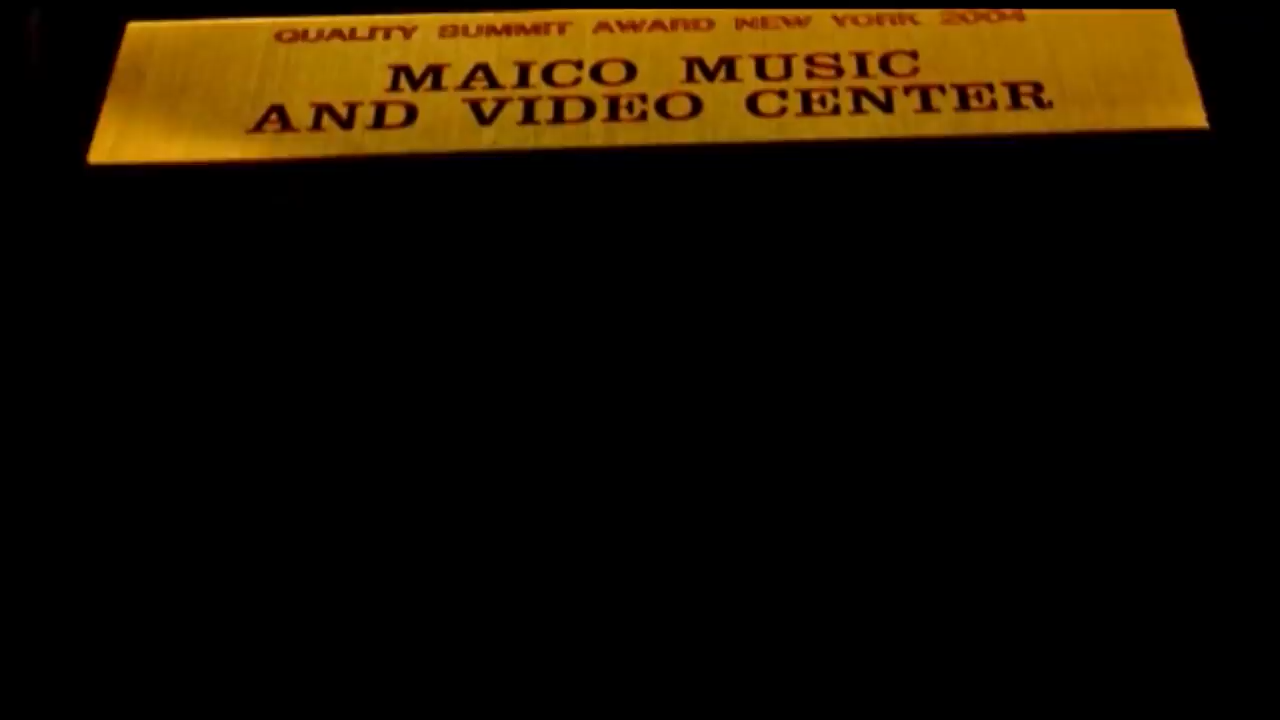 QUALITY SUMMIT AWARD NEW YORK 2004
MAICO MUSIC
AND VIDEO CENTER